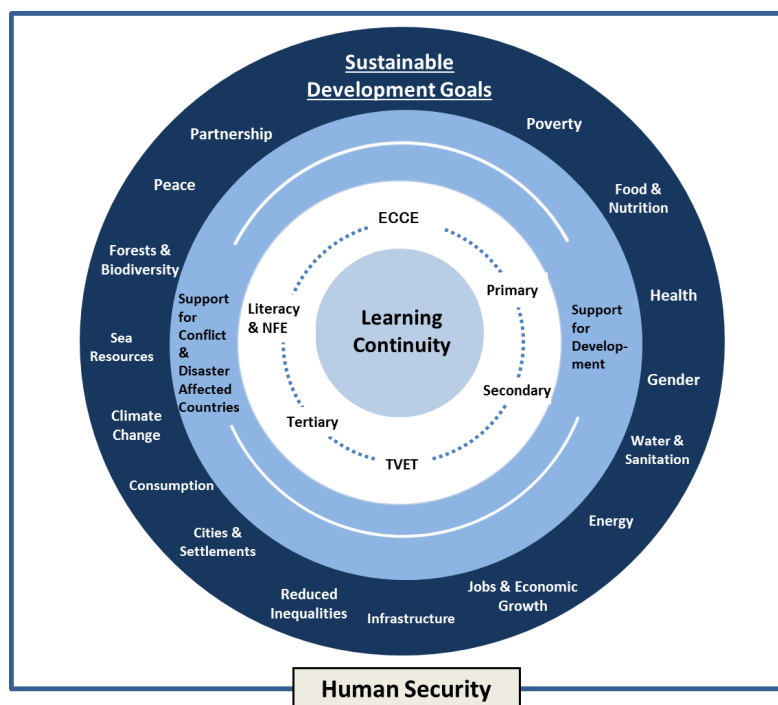 Sustainable
Development Goals
Poverty
Food &
Nutrition
Health
Gender
Water &
Sanitation
Energy
Jobs & Economic
Growth
Infrastructure
Reduced
Inequalities
Cities &
Settlements
Consumption
Climate
Change
Sea
Resources
Forests &
Biodiversity
Peace
Partnership
Support
for
Conflict
&
Disaster
Affected
Countries
Support
for
Develop-
ment
ECCE
Primary
Secondary
TVET
Tertiary
Literacy
& NFE
Learning
Continuity
Human Security